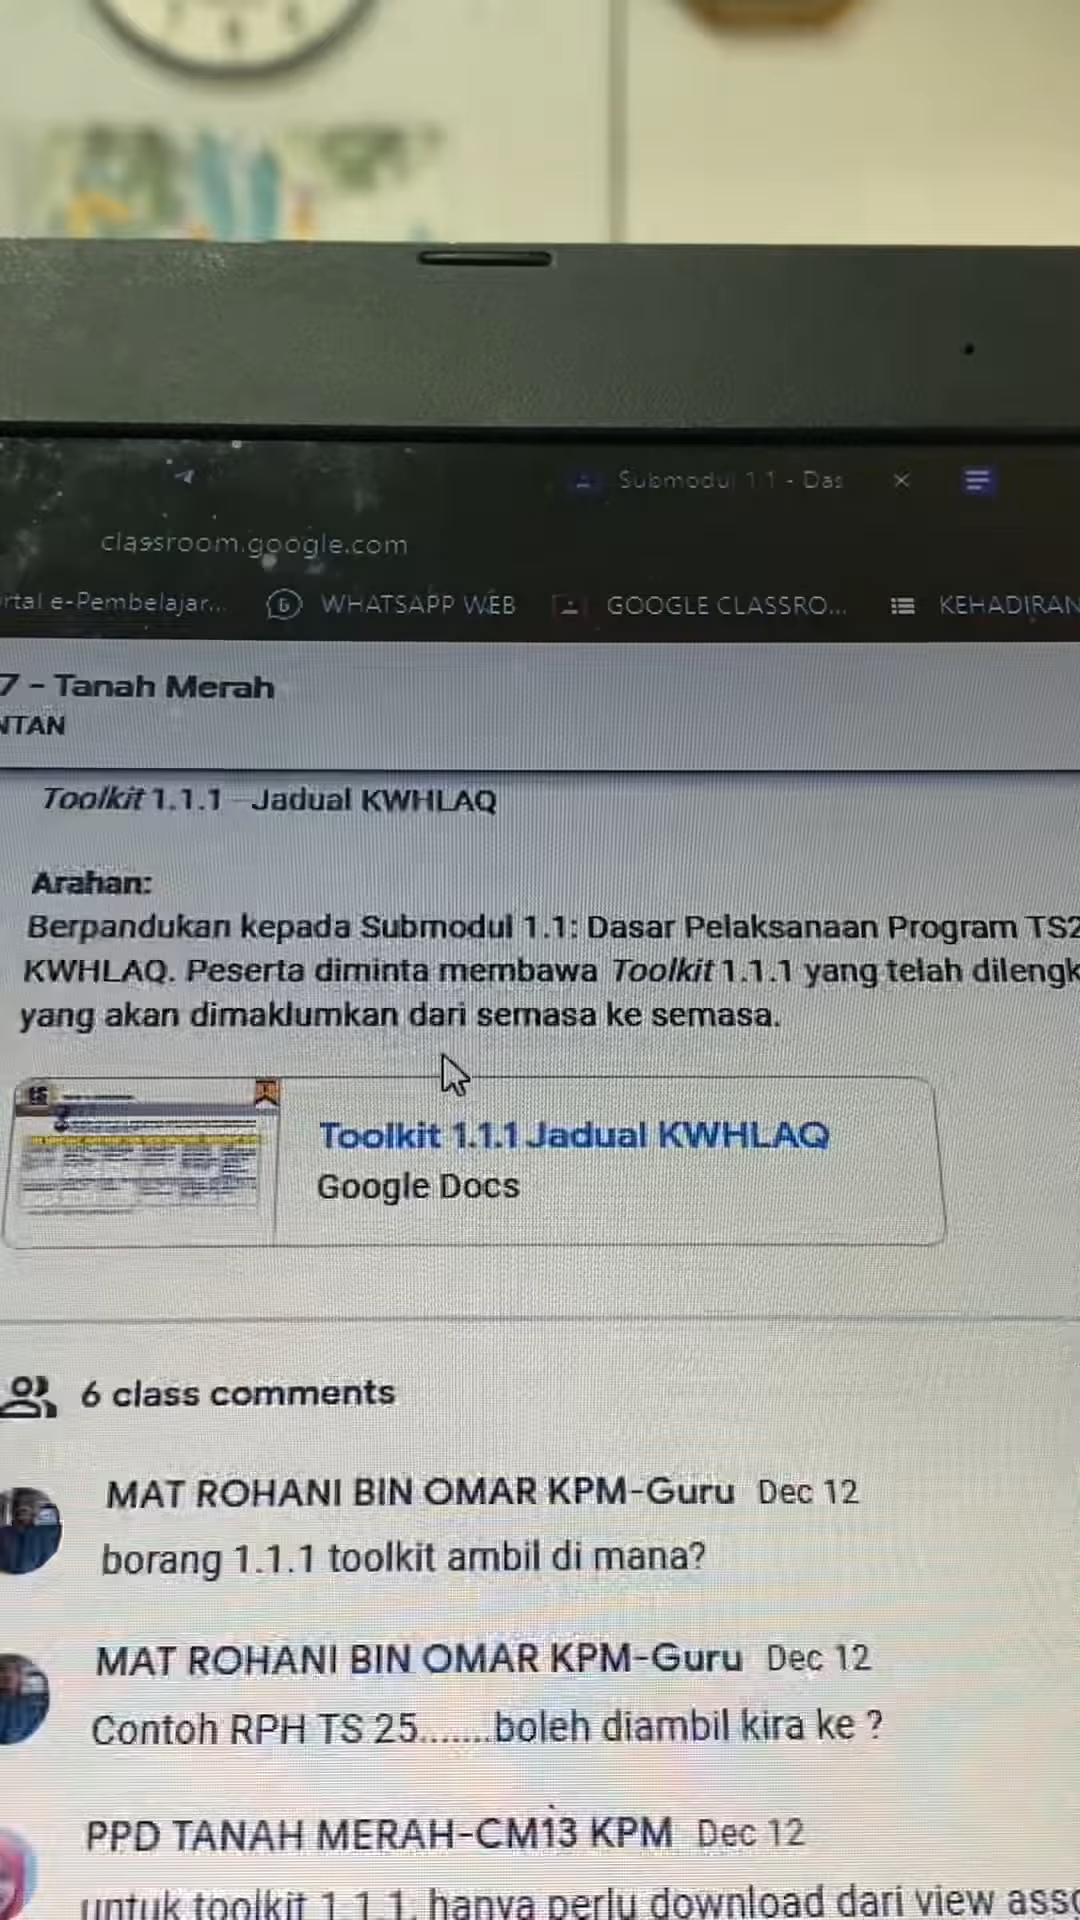 Submodul 1.1 - Das
classroom.google.com
rtal e-Pembelajar...
6
WHATSAPP WEB
GOOGLE CLASSRO...
KEHADIRAN
7 - Tanah Merah
NTAN
Toolkit 1.1.1 Jadual KWHLAQ
Arahan:
Berpandukan kepada Submodul 1.1: Dasar Pelaksanaan Program TS2
KWHLAQ. Peserta diminta membawa Toolkit 1.1.1 yang telah dilengk
yang akan dimaklumkan dari semasa ke semasa.
Toolkit 1.1.1 Jadual KWHLAQ
Google Docs
6 class comments
MAT ROHANI BIN OMAR KPM-Guru Dec 12
borang 1.1.1 toolkit ambil di mana?
MAT ROHANI BIN OMAR KPM-Guru Dec 12
Contoh RPH TS 25.......boleh diambil kira ke ?
PPD TANAH MERAH-CM13 KPM Dec 12
untuk toolkit 1.1.1, hanya perlu download dari view ass